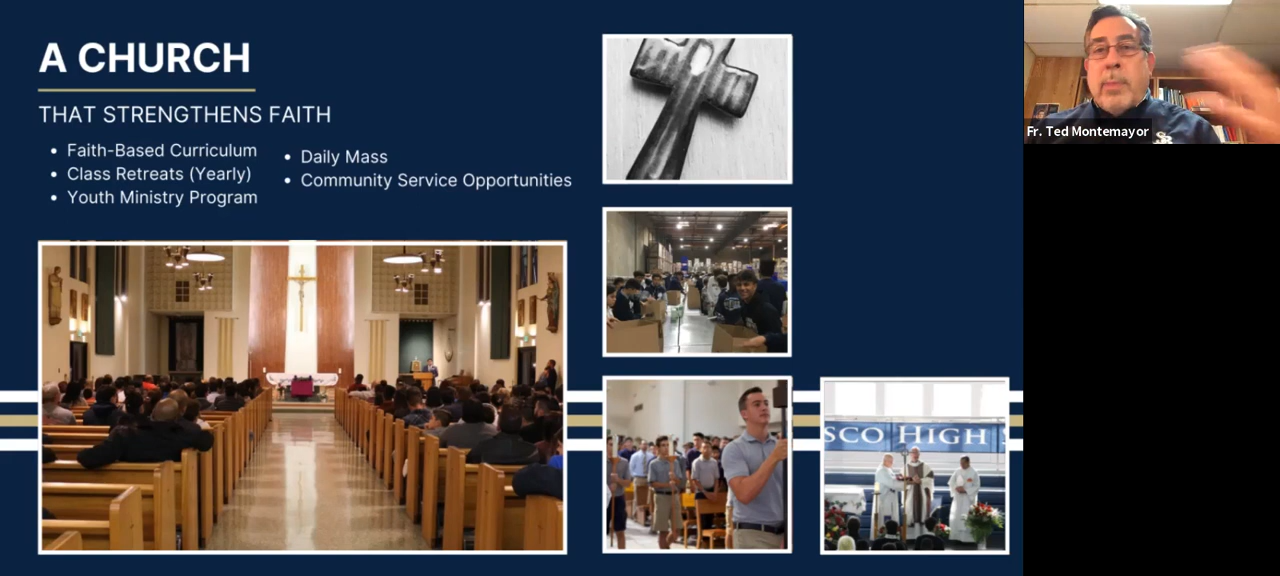 A CHURCH
THAT STRENGTHENS FAITH
• Faith-Based Curriculum
• Class Retreats (Yearly)
• Youth Ministry Program
• Daily Mass
• Community Service Opportunities
SCO HIGH
Fr. Ted Montemayor